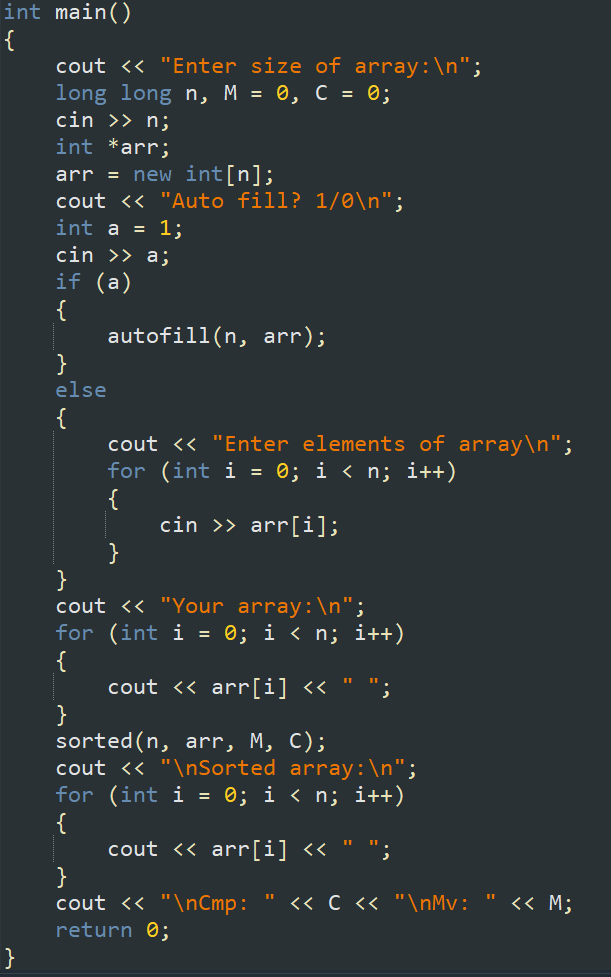 int main()
{
    cout << "Enter size of array:\n";
    long long n, M = 0, C = 0;
    cin >> n;
    int *arr;
    arr = new int[n];
    cout << "Auto fill? 1/0\n";
    int a = 1;
    cin >> a;
    if (a)
    {
        autofill(n, arr);
    }
    else
    {
        cout << "Enter elements of array\n";
        for (int i = 0; i < n; i++)
        {
            cin >> arr[i];
        }
    }
    cout << "Your array:\n";
    for (int i = 0; i < n; i++)
    {
        cout << arr[i] << " ";
    }
    sorted(n, arr, M, C);
    cout << "\nSorted array:\n";
    for (int i = 0; i < n; i++)
    {
        cout << arr[i] << " ";
    }
    cout << "\nCmp: " << C << "\nMv: " << M;
    return 0;
}